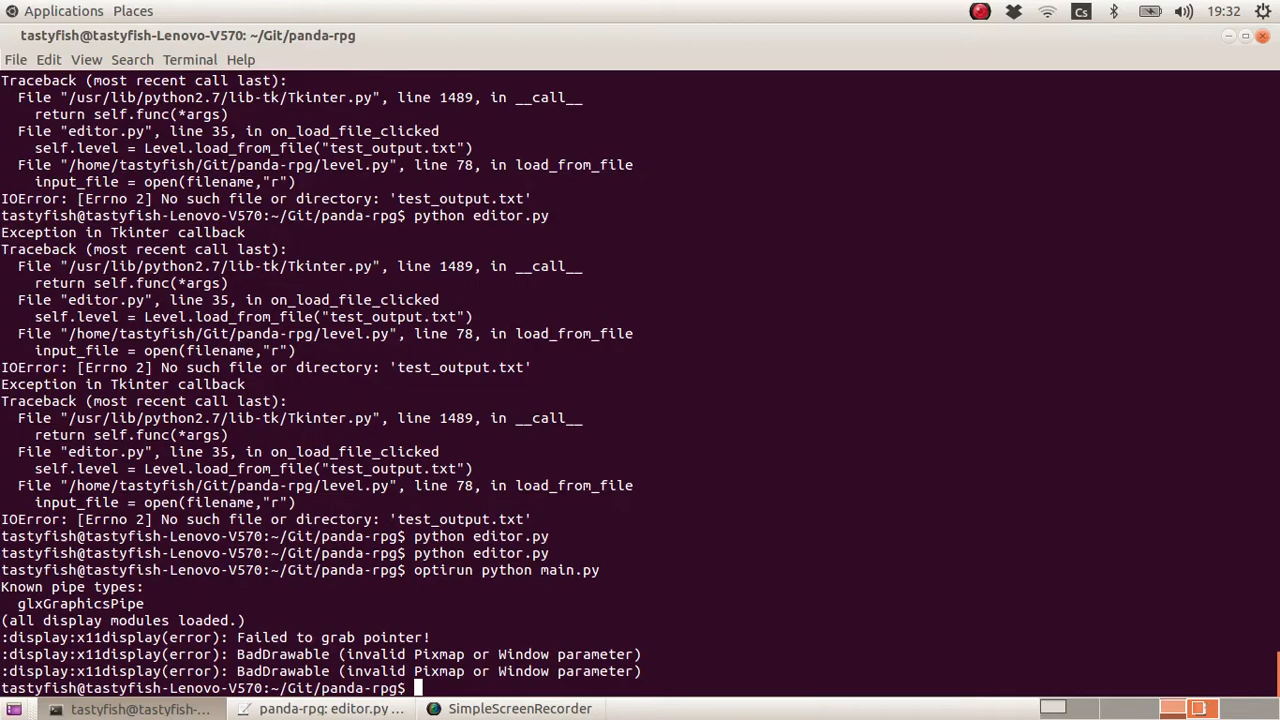 Applications Places
Cs
19:32
tastyfish@tastyfish-Lenovo-V570: ~/Git/panda-rpg
File Edit View Search Terminal Help
Traceback (most recent call last):
  File "/usr/lib/python2.7/lib-tk/Tkinter.py", line 1489, in __call__
    return self.func(*args)
  File "editor.py", line 35, in on_load_file_clicked
    self.level = Level.load_from_file("test_output.txt")
  File "/home/tastyfish/Git/panda-rpg/level.py", line 78, in load_from_file
    input_file = open(filename,"r")
IOError: [Errno 2] No such file or directory: 'test_output.txt'
tastyfish@tastyfish-Lenovo-V570:~/Git/panda-rpg$ python editor.py
Exception in Tkinter callback
Traceback (most recent call last):
  File "/usr/lib/python2.7/lib-tk/Tkinter.py", line 1489, in __call__
    return self.func(*args)
  File "editor.py", line 35, in on_load_file_clicked
    self.level = Level.load_from_file("test_output.txt")
  File "/home/tastyfish/Git/panda-rpg/level.py", line 78, in load_from_file
    input_file = open(filename,"r")
IOError: [Errno 2] No such file or directory: 'test_output.txt'
Exception in Tkinter callback
Traceback (most recent call last):
  File "/usr/lib/python2.7/lib-tk/Tkinter.py", line 1489, in __call__
    return self.func(*args)
  File "editor.py", line 35, in on_load_file_clicked
    self.level = Level.load_from_file("test_output.txt")
  File "/home/tastyfish/Git/panda-rpg/level.py", line 78, in load_from_file
    input_file = open(filename,"r")
IOError: [Errno 2] No such file or directory: 'test_output.txt'
tastyfish@tastyfish-Lenovo-V570:~/Git/panda-rpg$ python editor.py
tastyfish@tastyfish-Lenovo-V570:~/Git/panda-rpg$ python editor.py
tastyfish@tastyfish-Lenovo-V570:~/Git/panda-rpg$ optirun python main.py
Known pipe types:
  glxGraphicsPipe
(all display modules loaded.)
:display:x11display(error): Failed to grab pointer!
:display:x11display(error): BadDrawable (invalid Pixmap or Window parameter)
:display:x11display(error): BadDrawable (invalid Pixmap or Window parameter)
tastyfish@tastyfish-Lenovo-V570:~/Git/panda-rpg$
tastyfish@tastyfish-Lenovo-... panda-rpq: editor.py ... SimpleScreenRecorder